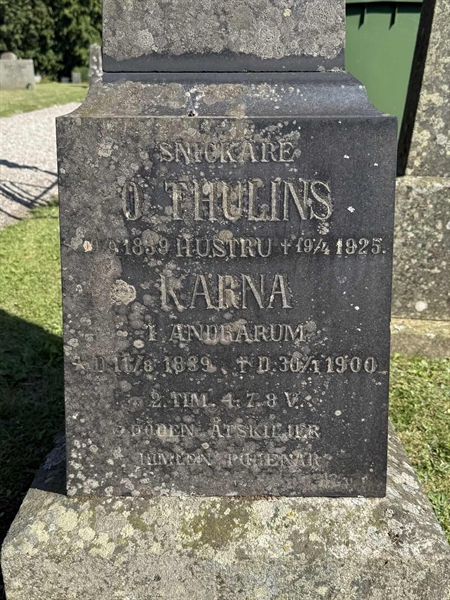 SNICKARE
O. THULINS
1839 HUSTRU † 19/4 1925.
KARNA
I ANDRARUM
D 11/8 1839 † D. 30/1 1900
2. TIM. 4. 7. 8 V.
DÖDEN ÅTSKILJER
HIMLEN FÖRENAR